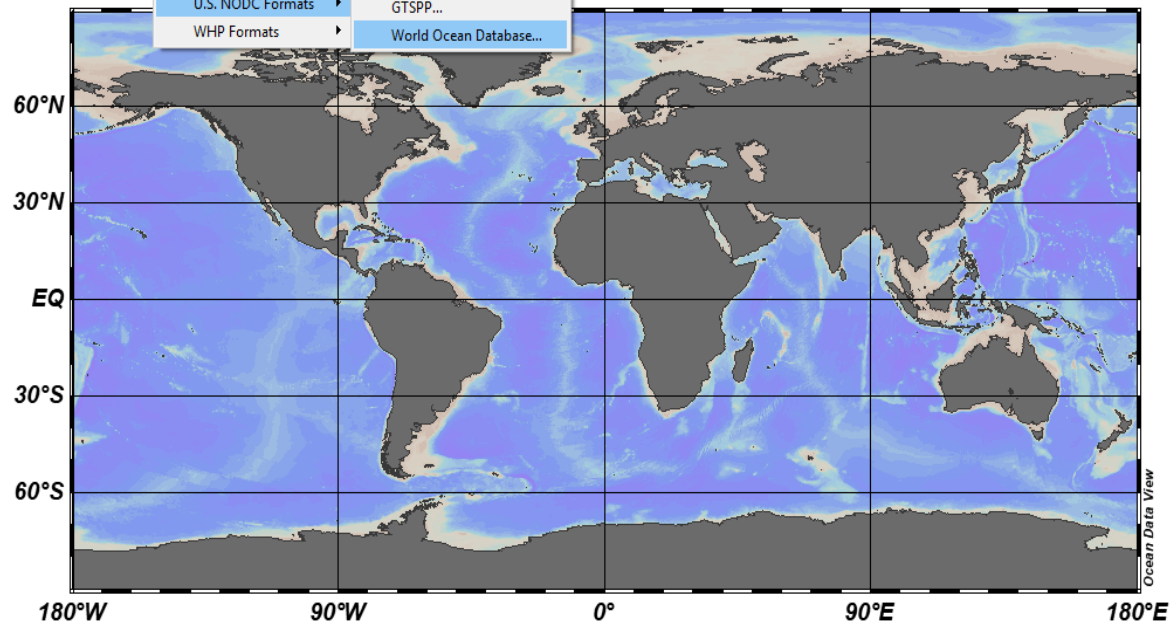 U.S. NODC Formats
GTSPP...
WHP Formats
World Ocean Database...
60°N
30°N
EQ
30°S
60°S
Ocean Data View
180°W 90°W 0° 90°E 180°E